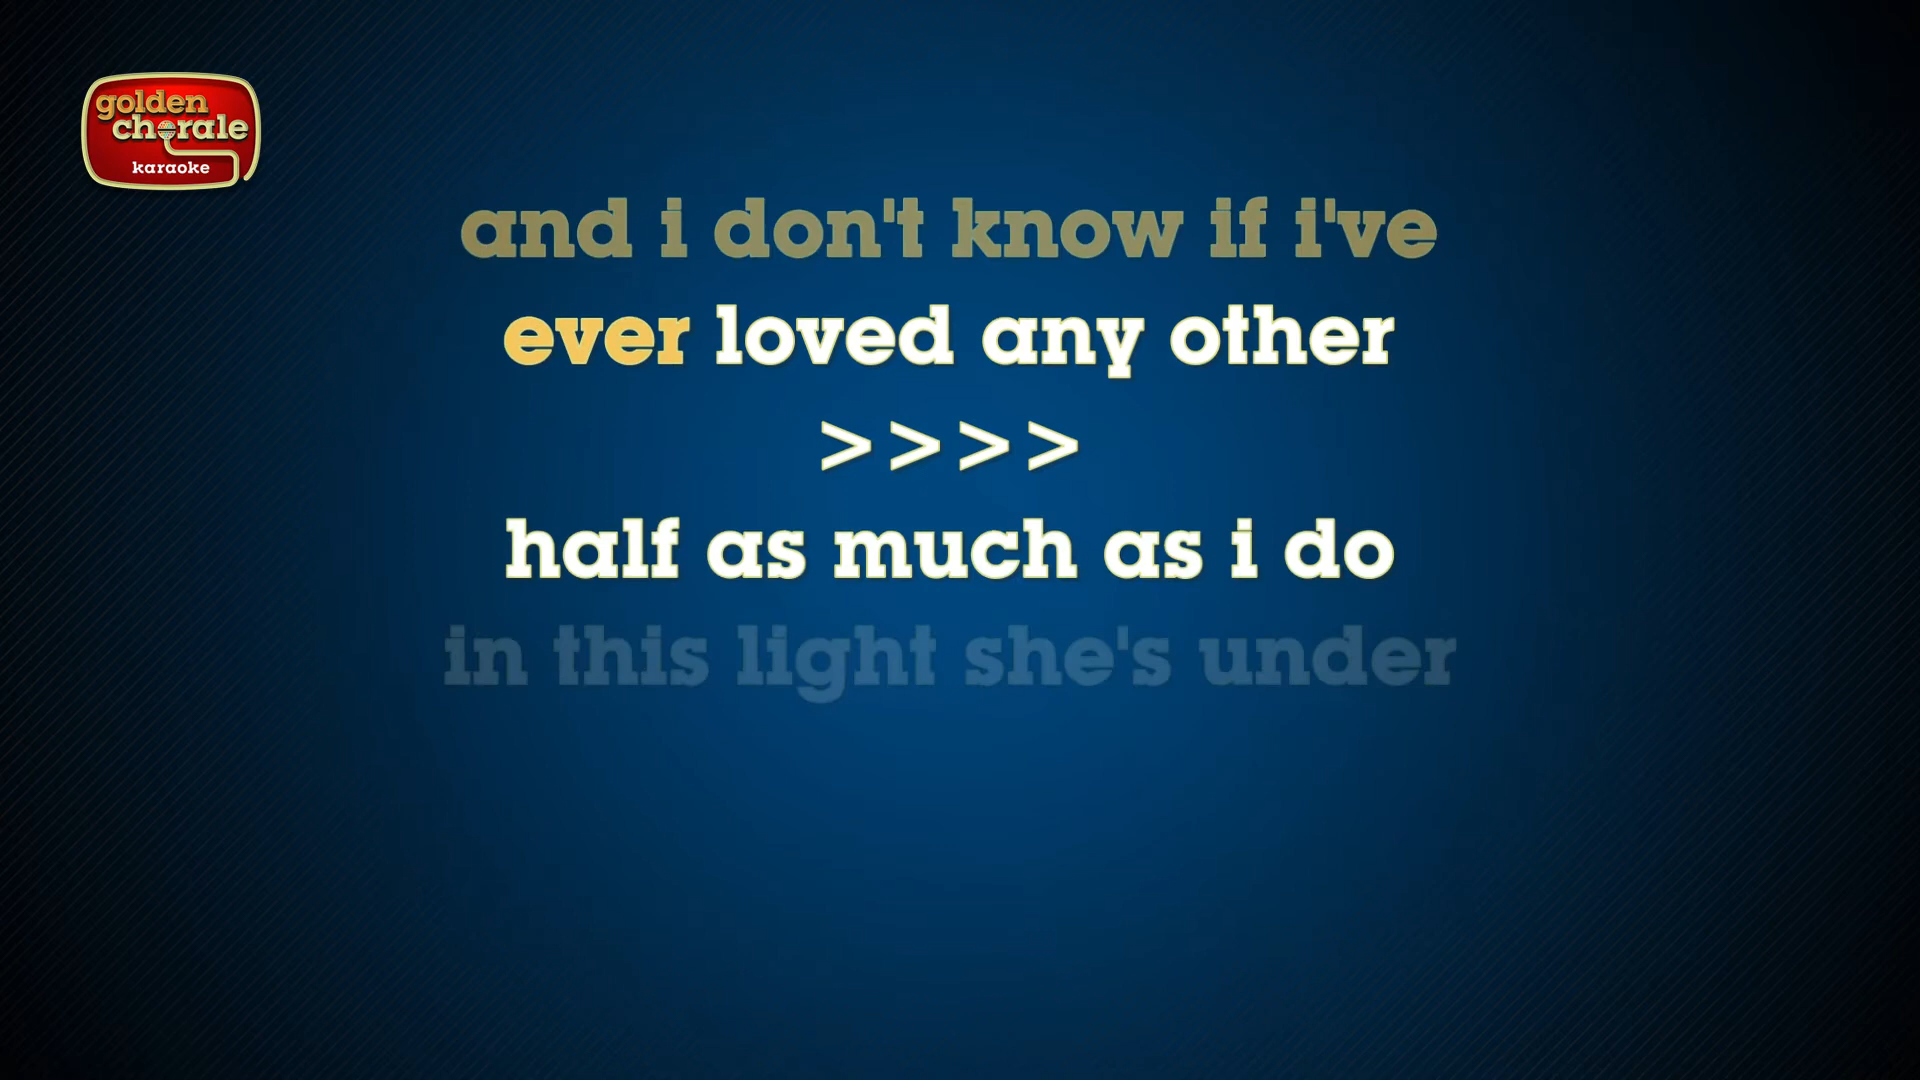 golden
chorale
karaoke
and i don't know if i've
ever loved any other
>>>>
half as much as i do
in this light she's under